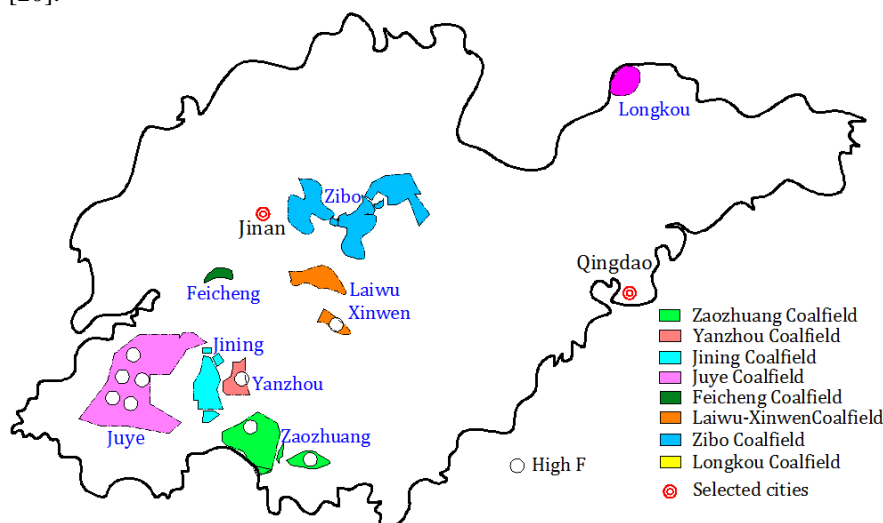 [20].
Longkou
Zibo
Jinan
Qingdao
Feicheng
Laiwu
Xinwen
Jining
Yanzhou
Juye
Zaozhuang
High F
Zaozhuang Coalfield
Yanzhou Coalfield
Jining Coalfield
Juye Coalfield
Feicheng Coalfield
Laiwu-XinwenCoalfield
Zibo Coalfield
Longkou Coalfield
Selected cities